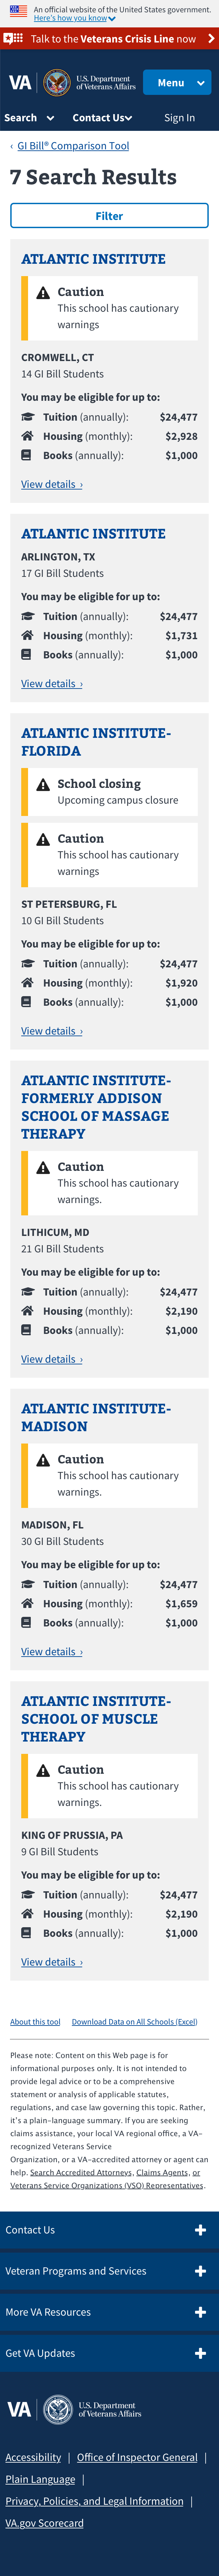 An official website of the United States government.
Here's how you know
Talk to the Veterans Crisis Line now
VA
U.S. Department
of Veterans Affairs
Menu
Search
Contact Us
Sign In
‹ GI Bill® Comparison Tool
7 Search Results
Filter
ATLANTIC INSTITUTE
Caution
This school has cautionary
warnings
CROMWELL, CT
14 GI Bill Students
You may be eligible for up to:
Tuition (annually): $24,477
Housing (monthly): $2,928
Books (annually): $1,000
View details ›
ATLANTIC INSTITUTE
ARLINGTON, TX
17 GI Bill Students
You may be eligible for up to:
Tuition (annually): $24,477
Housing (monthly): $1,731
Books (annually): $1,000
View details ›
ATLANTIC INSTITUTE-
FLORIDA
School closing
Upcoming campus closure
Caution
This school has cautionary
warnings
ST PETERSBURG, FL
10 GI Bill Students
You may be eligible for up to:
Tuition (annually): $24,477
Housing (monthly): $1,920
Books (annually): $1,000
View details ›
ATLANTIC INSTITUTE-
FORMERLY ADDISON
SCHOOL OF MASSAGE
THERAPY
Caution
This school has cautionary
warnings.
LITHICUM, MD
21 GI Bill Students
You may be eligible for up to:
Tuition (annually): $24,477
Housing (monthly): $2,190
Books (annually): $1,000
View details ›
ATLANTIC INSTITUTE-
MADISON
Caution
This school has cautionary
warnings.
MADISON, FL
30 GI Bill Students
You may be eligible for up to:
Tuition (annually): $24,477
Housing (monthly): $1,659
Books (annually): $1,000
View details ›
ATLANTIC INSTITUTE-
SCHOOL OF MUSCLE
THERAPY
Caution
This school has cautionary
warnings.
KING OF PRUSSIA, PA
9 GI Bill Students
You may be eligible for up to:
Tuition (annually): $24,477
Housing (monthly): $2,190
Books (annually): $1,000
View details ›
About this tool Download Data on All Schools (Excel)
Please note: Content on this Web page is for
informational purposes only. It is not intended to
provide legal advice or to be a comprehensive
statement or analysis of applicable statutes,
regulations, and case law governing this topic. Rather,
it's a plain-language summary. If you are seeking
claims assistance, your local VA regional office, a VA-
recognized Veterans Service
Organization, or a VA-accredited attorney or agent can
help. Search Accredited Attorneys, Claims Agents, or
Veterans Service Organizations (VSO) Representatives.
Contact Us
Veteran Programs and Services
More VA Resources
Get VA Updates
VA
U.S. Department
of Veterans Affairs
Accessibility | Office of Inspector General |
Plain Language |
Privacy, Policies, and Legal Information |
VA.gov Scorecard